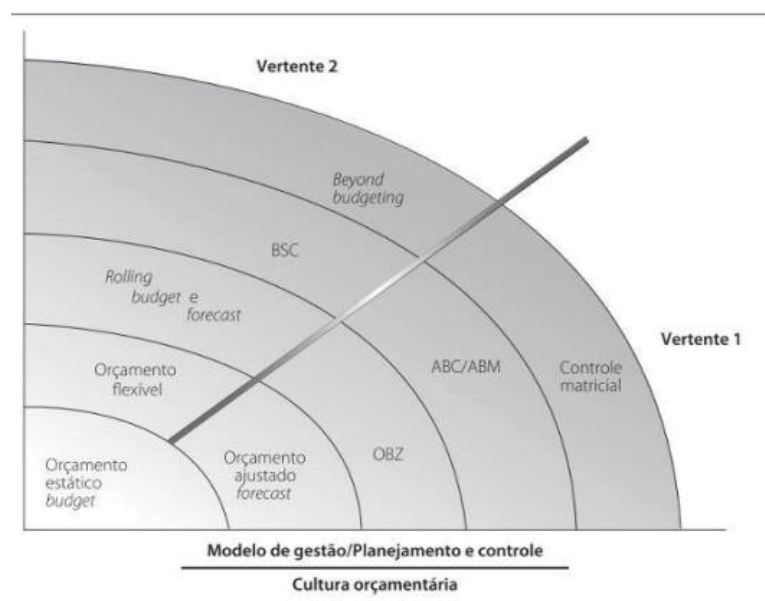 Vertente 2
Beyond
budgeting
BSC
Rolling
budget e
forecast
Vertente 1
ABC/ABM
Controle
matricial
Orçamento
flexível
Orçamento
ajustado
forecast
OBZ
Orçamento
estático
budget
Modelo de gestão/Planejamento e controle
Cultura orçamentária